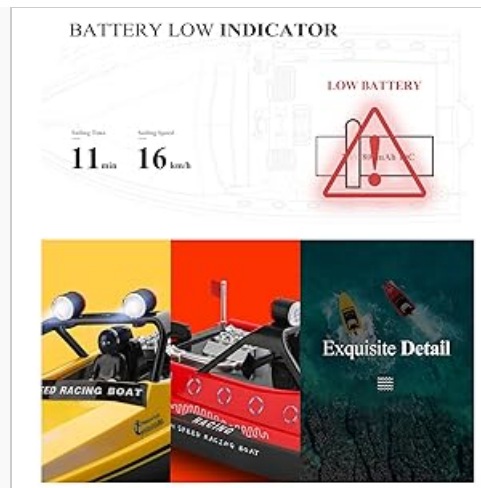 BATTERY LOW INDICATOR
LOW BATTERY
Sailing Time
Sailing Speed
11 min
16 km/h
Exquisite Detail
EED RACING BOAT
RACING
SPEED RACING BOAT